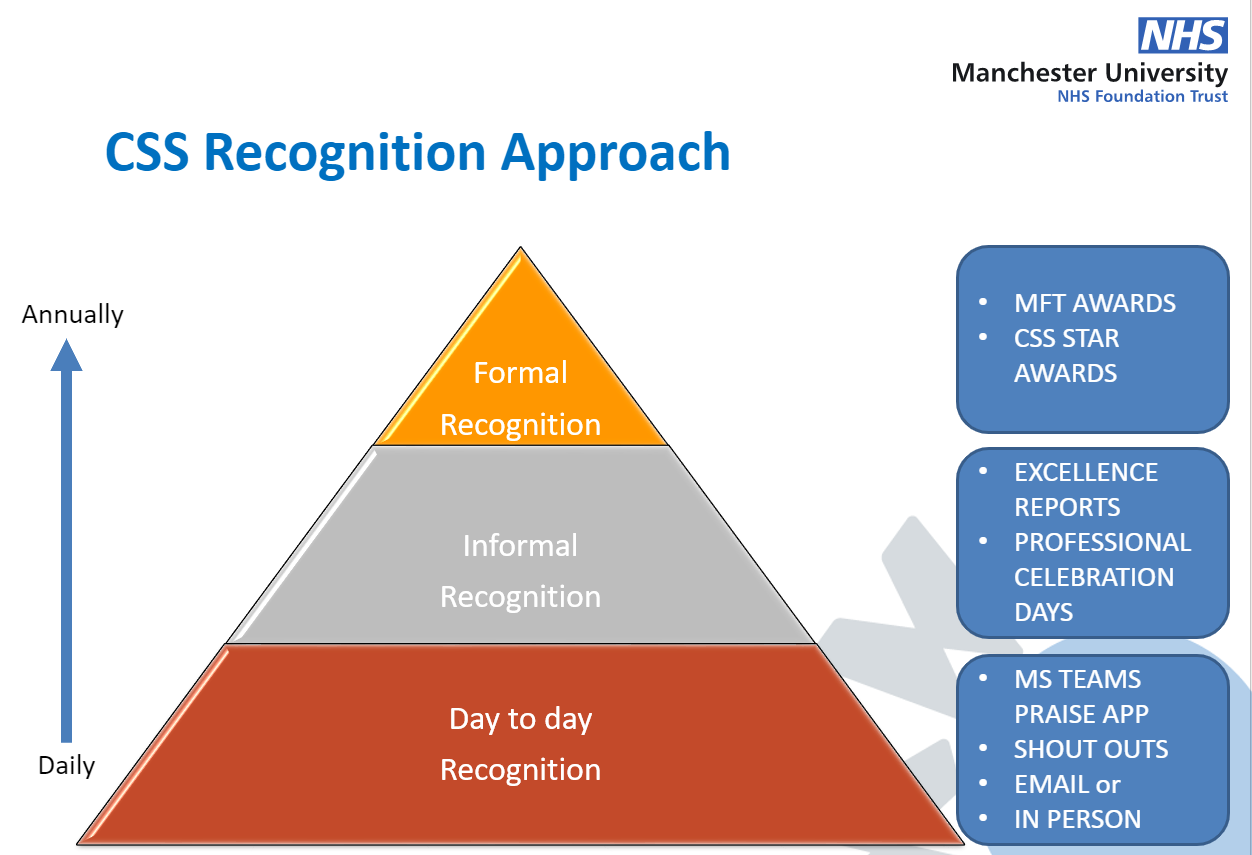 NHS
Manchester University
NHS Foundation Trust
CSS Recognition Approach
Annually
Daily
Formal
Recognition
Informal
Recognition
Day to day
Recognition
• MFT AWARDS
• CSS STAR
AWARDS
• EXCELLENCE
REPORTS
• PROFESSIONAL
CELEBRATION
DAYS
• MS TEAMS
PRAISE APP
• SHOUT OUTS
• EMAIL or
• IN PERSON